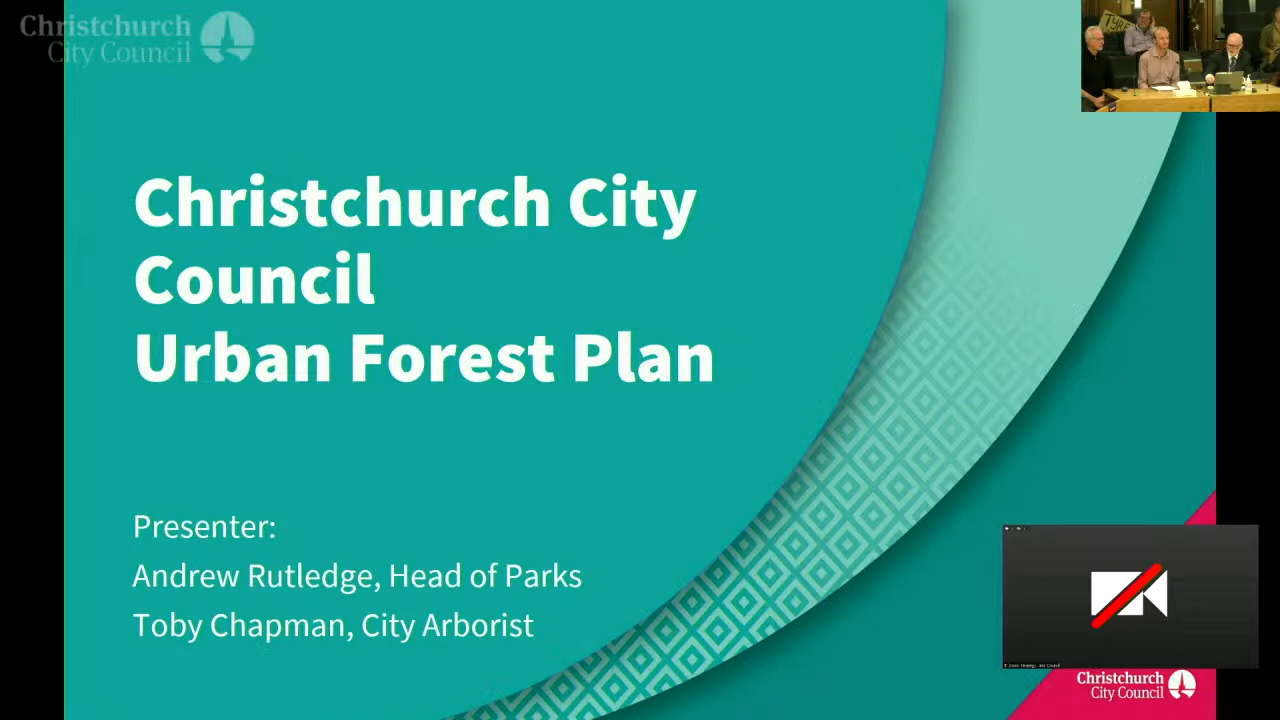 Christchurch
City Council
Christchurch City
Council
Urban Forest Plan
Presenter:
Andrew Rutledge, Head of Parks
Toby Chapman, City Arborist
Christchurch
City Council